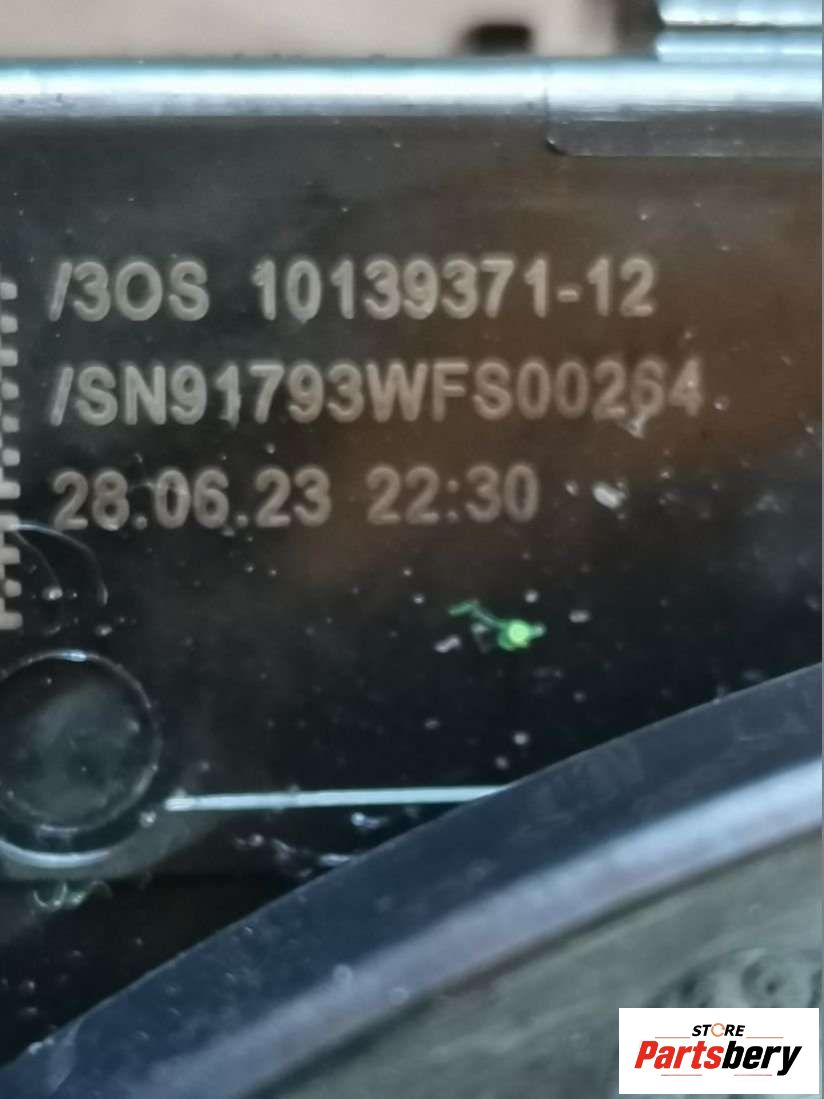 /3OS 10139371-12
/SN91793WFS00264
28.06.23 22:30
STORE
Partsbery